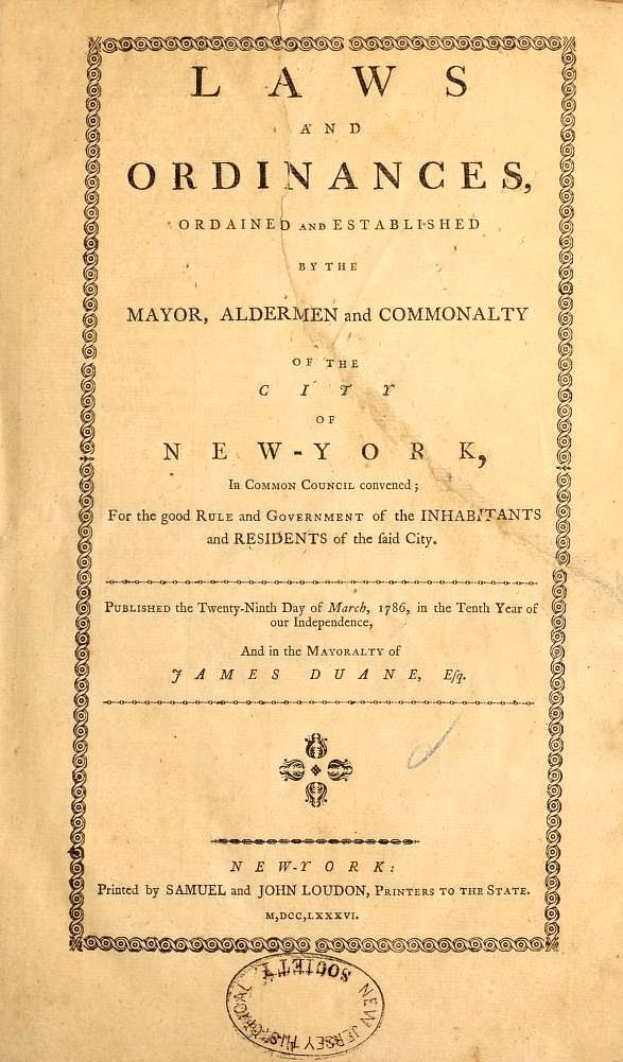 LAWS
AND
ORDINANCES,
ORDAINED AND ESTABLISHED
BY THE
MAYOR, ALDERMEN and COMMONALTY
OF THE
CITY
OF
NEW-YORK,
In COMMON COUNCIL convened;
For the good RULE and GOVERNMENT of the INHABITANTS
and RESIDENTS of the ſaid City.
PUBLISHED the Twenty-Ninth Day of March, 1786, in the Tenth Year of
our Independence,
And in the MAYORALTY of
JAMES DUANE, Eſq.
NEW-YORK:
Printed by SAMUEL and JOHN LOUDON, PRINTERS TO THE STATE.
M,DCC,LXXXVI.
NEW JERSEY HISTORICAL SOCIETY